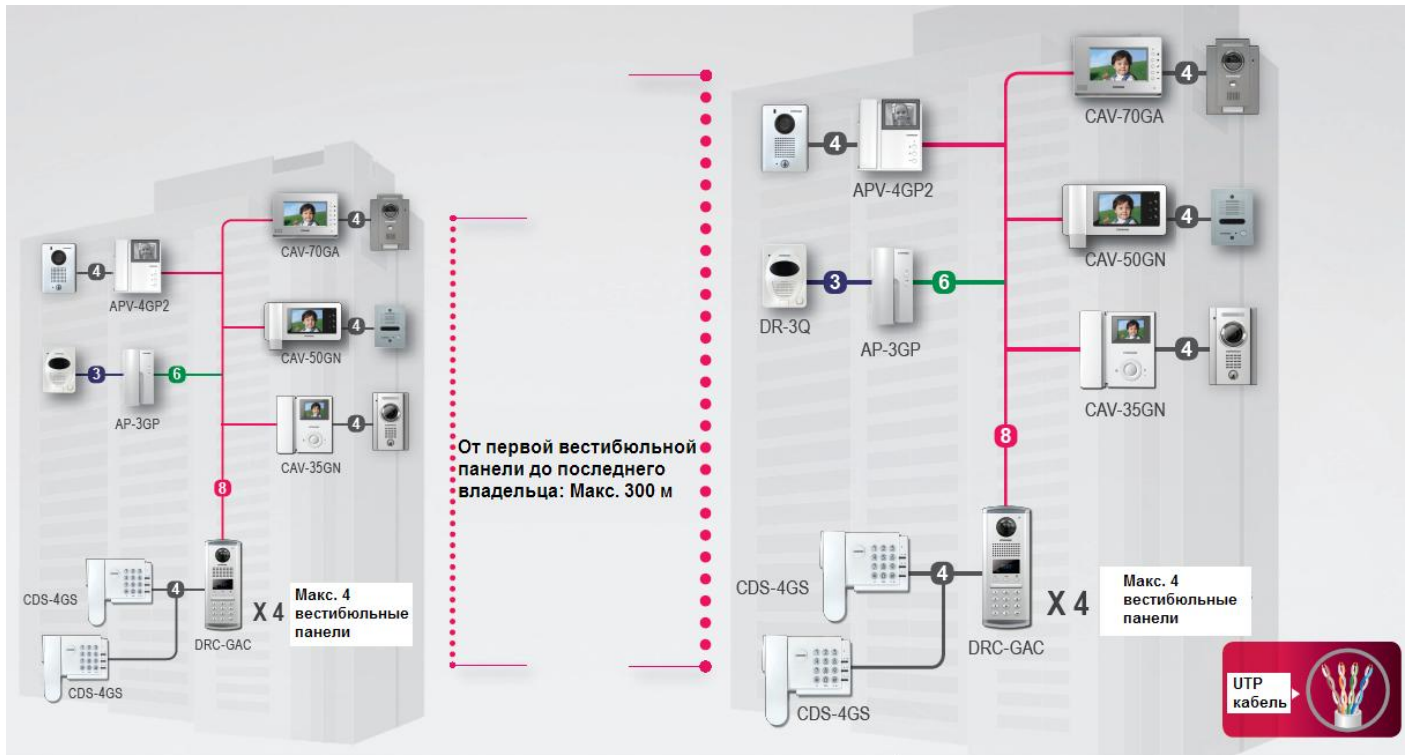 CAV-70GA
4
4
APV-4GP2
CAV-50GN
4
3
6
AP-3GP
CAV-35GN
4
8
CDS-4GS
4
DRC-GAC
X 4
Макс. 4
вестибюльные
панели
CDS-4GS
От первой вестибюльной
панели до последнего
владельца: Макс. 300 м
CAV-70GA
4
4
APV-4GP2
CAV-50GN
4
DR-3Q
3
6
AP-3GP
CAV-35GN
4
8
CDS-4GS
4
DRC-GAC
X 4
Макс. 4
вестибюльные
панели
CDS-4GS
UTP
кабель